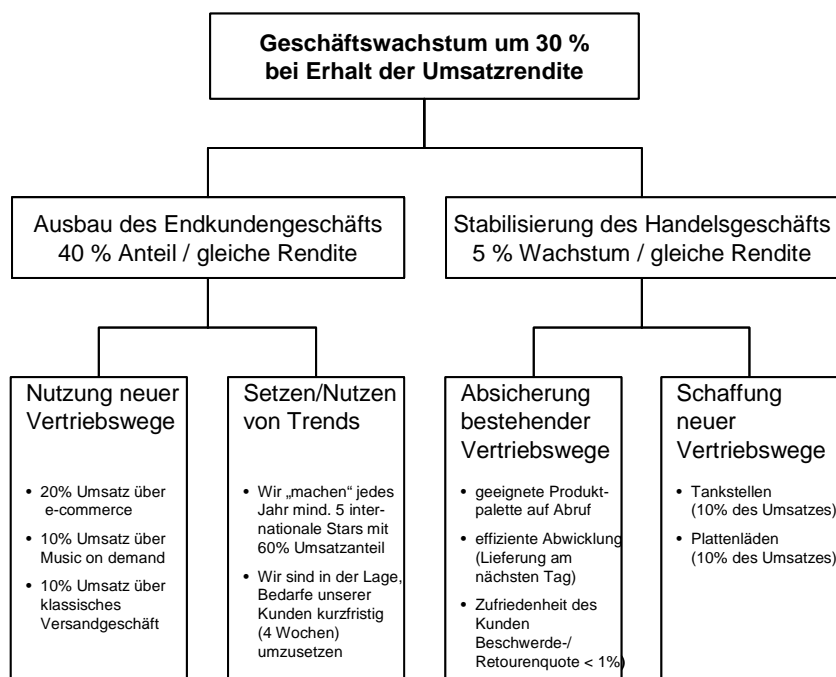 Geschäftswachstum um 30 %
bei Erhalt der Umsatzrendite
Ausbau des Endkundengeschäfts
40 % Anteil / gleiche Rendite
Stabilisierung des Handelsgeschäfts
5 % Wachstum / gleiche Rendite
Nutzung neuer
Vertriebswege
• 20% Umsatz über
e-commerce
• 10% Umsatz über
Music on demand
• 10% Umsatz über
klassisches
Versandgeschäft
Setzen/Nutzen
von Trends
• Wir „machen“ jedes
Jahr mind. 5 inter-
nationale Stars mit
60% Umsatzanteil
• Wir sind in der Lage,
Bedarfe unserer
Kunden kurzfristig
(4 Wochen)
umzusetzen
Absicherung
bestehender
Vertriebswege
• geeignete Produkt-
palette auf Abruf
• effiziente Abwicklung
(Lieferung am
nächsten Tag)
• Zufriedenheit des
Kunden
Beschwerde-/
Retourenquote < 1%)
Schaffung
neuer
Vertriebswege
• Tankstellen
(10% des Umsatzes)
• Plattenläden
(10% des Umsatzes)